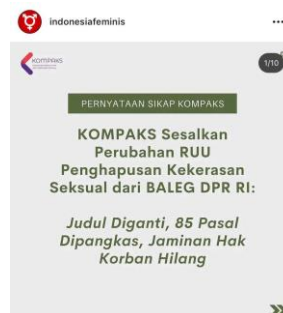 indonesiafeminis
KOMPAKS
1/10
PERNYATAAN SIKAP KOMPAKS
KOMPAKS Sesalkan
Perubahan RUU
Penghapusan Kekerasan
Seksual dari BALEG DPR RI:
Judul Diganti, 85 Pasal
Dipangkas, Jaminan Hak
Korban Hilang